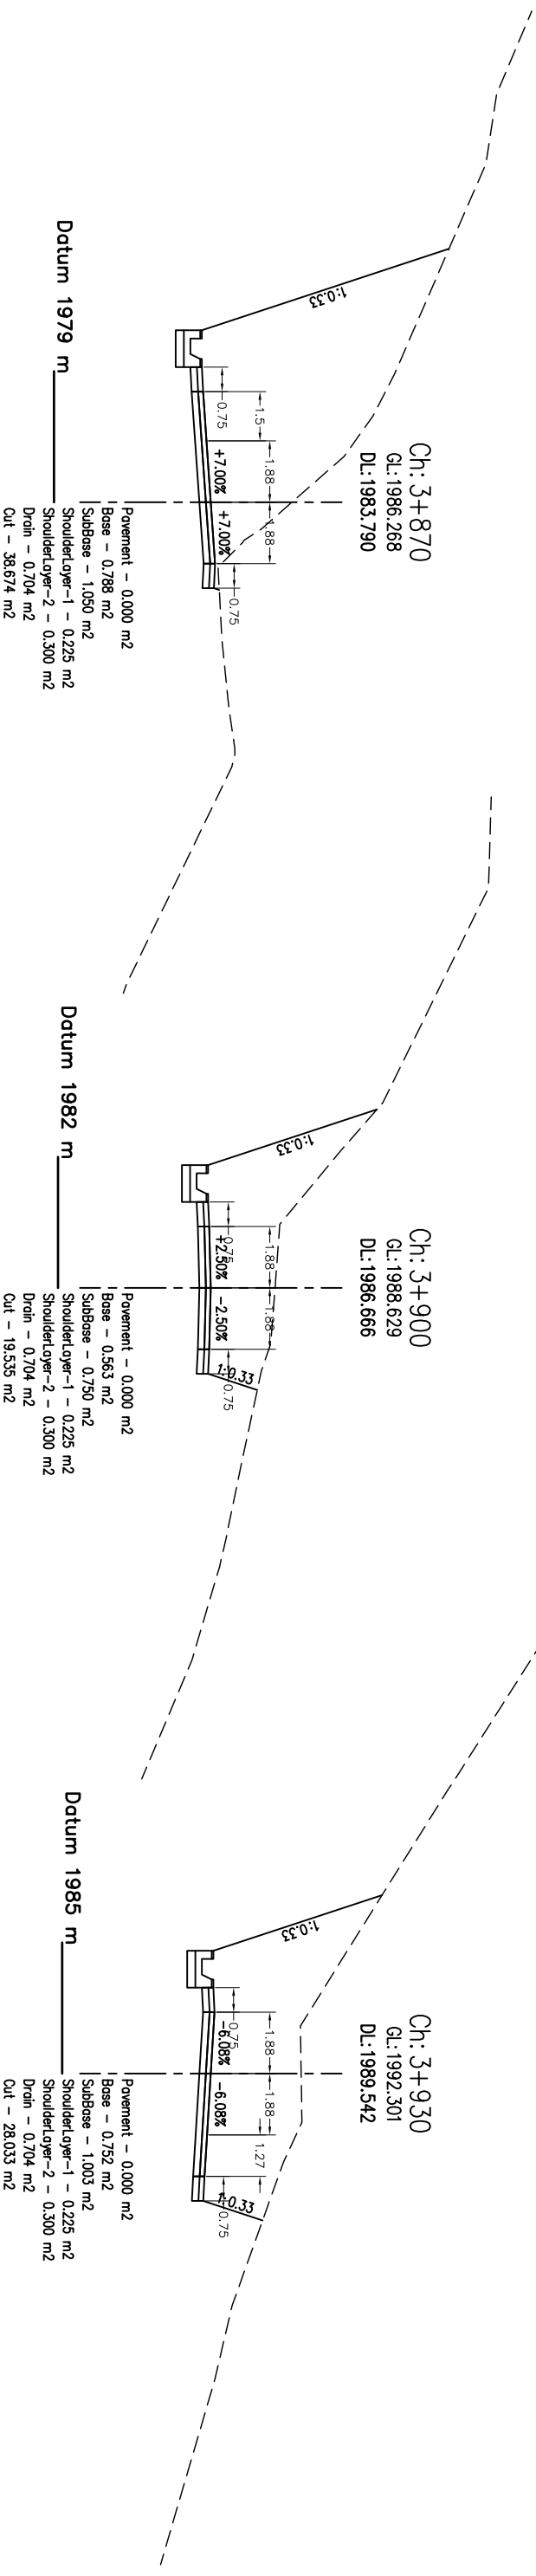 Ch: 3+870
GL:1986.268
DL:1983.790
1:0.33
1.5
1.88
1.88
0.75
+7.00%
+7.00%
0.75
Datum 1979 m
Pavement - 0.000 m2
Base - 0.788 m2
SubBase - 1.050 m2
ShoulderLayer-1 - 0.225 m2
ShoulderLayer-2 - 0.300 m2
Drain - 0.704 m2
Cut - 38.674 m2
Ch: 3+900
GL:1988.629
DL:1986.666
1:0.33
1.88
1.88
0.75
+2.50%
-2.50%
1:0.33
0.75
Datum 1982 m
Pavement - 0.000 m2
Base - 0.563 m2
SubBase - 0.750 m2
ShoulderLayer-1 - 0.225 m2
ShoulderLayer-2 - 0.300 m2
Drain - 0.704 m2
Cut - 19.535 m2
Ch: 3+930
GL:1992.301
DL:1989.542
1:0.33
1.88
1.88
1.27
0.75
-6.08%
-6.08%
1:0.33
0.75
Datum 1985 m
Pavement - 0.000 m2
Base - 0.752 m2
SubBase - 1.003 m2
ShoulderLayer-1 - 0.225 m2
ShoulderLayer-2 - 0.300 m2
Drain - 0.704 m2
Cut - 28.033 m2